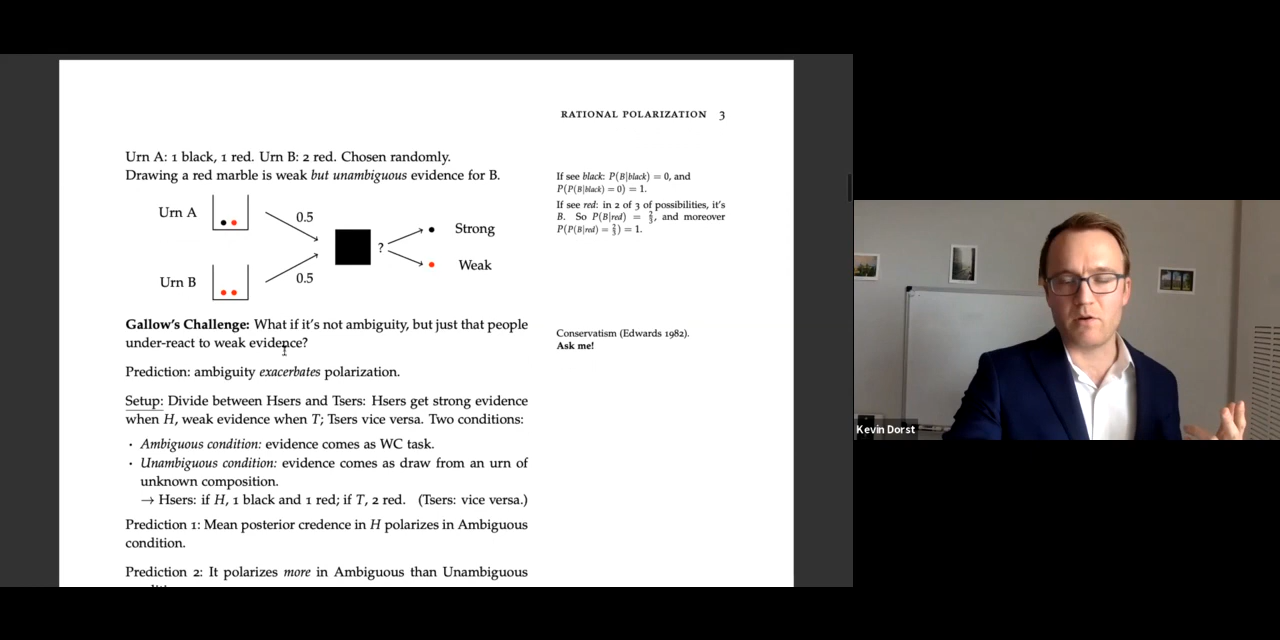 RATIONAL POLARIZATION 3
Urn A: 1 black, 1 red. Urn B: 2 red. Chosen randomly.
Drawing a red marble is weak but unambiguous evidence for B.
If see black: P(B|black) = 0, and
P(P(B|black) = 0) = 1.
If see red: in 2 of 3 of possibilities, it's
B. So P(B|red) = 2/3, and moreover
P(P(B|red) = 2/3) = 1.
Urn A
0.5
Strong
?
Weak
Urn B
0.5
Gallow's Challenge: What if it's not ambiguity, but just that people
under-react to weak evidence?
Conservatism (Edwards 1982).
Ask me!
Prediction: ambiguity exacerbates polarization.
Setup: Divide between Hsers and Tsers: Hsers get strong evidence
when H, weak evidence when T; Tsers vice versa. Two conditions:
· Ambiguous condition: evidence comes as WC task.
· Unambiguous condition: evidence comes as draw from an urn of
unknown composition.
→ Hsers: if H, 1 black and 1 red; if T, 2 red. (Tsers: vice versa.)
Prediction 1: Mean posterior credence in H polarizes in Ambiguous
condition.
Prediction 2: It polarizes more in Ambiguous than Unambiguous
Kevin Dorst